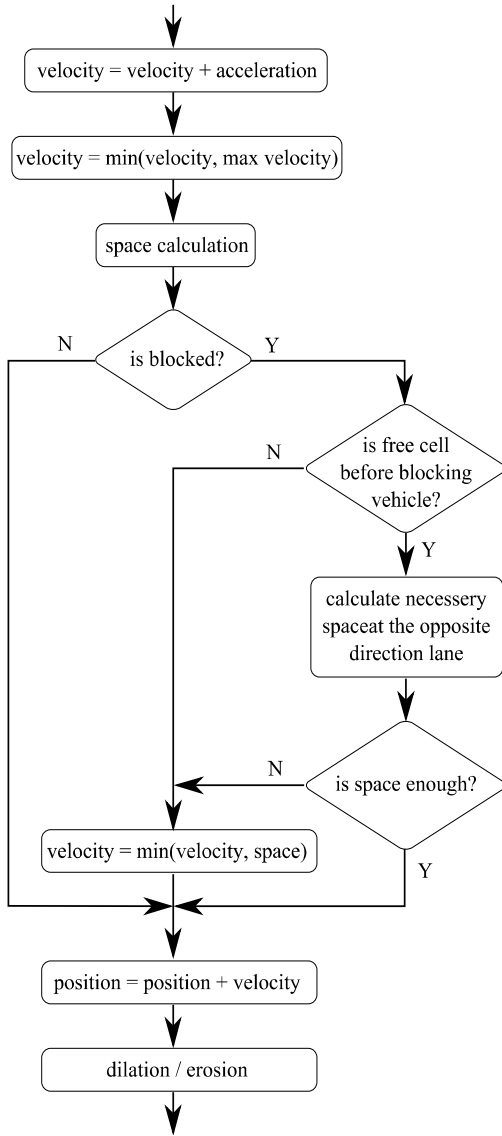 velocity = velocity + acceleration
velocity = min(velocity, max velocity)
space calculation
N
is blocked?
Y
is free cell
before blocking
vehicle?
N
Y
calculate necessery
spaceat the opposite
direction lane
N
is space enough?
Y
velocity = min(velocity, space)
position = position + velocity
dilation / erosion